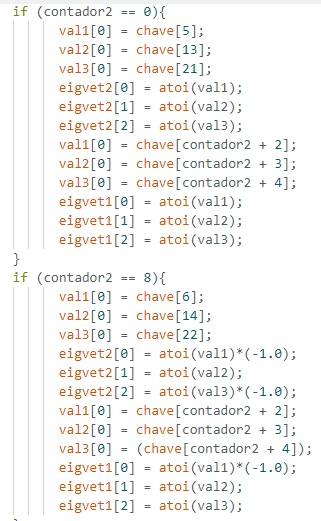 if (contador2 == 0){
val1[0] = chave[5];
val2[0] = chave[13];
val3[0] = chave[21];
eigvet2[0] = atoi(val1);
eigvet2[1] = atoi(val2);
eigvet2[2] = atoi(val3);
val1[0] = chave[contador2 + 2];
val2[0] = chave[contador2 + 3];
val3[0] = chave[contador2 + 4];
eigvet1[0] = atoi(val1);
eigvet1[1] = atoi(val2);
eigvet1[2] = atoi(val3);
}
if (contador2 == 8){
val1[0] = chave[6];
val2[0] = chave[14];
val3[0] = chave[22];
eigvet2[0] = atoi(val1)*(-1.0);
eigvet2[1] = atoi(val2);
eigvet2[2] = atoi(val3)*(-1.0);
val1[0] = chave[contador2 + 2];
val2[0] = chave[contador2 + 3];
val3[0] = (chave[contador2 + 4]);
eigvet1[0] = atoi(val1)*(-1.0);
eigvet1[1] = atoi(val2);
eigvet1[2] = atoi(val3);